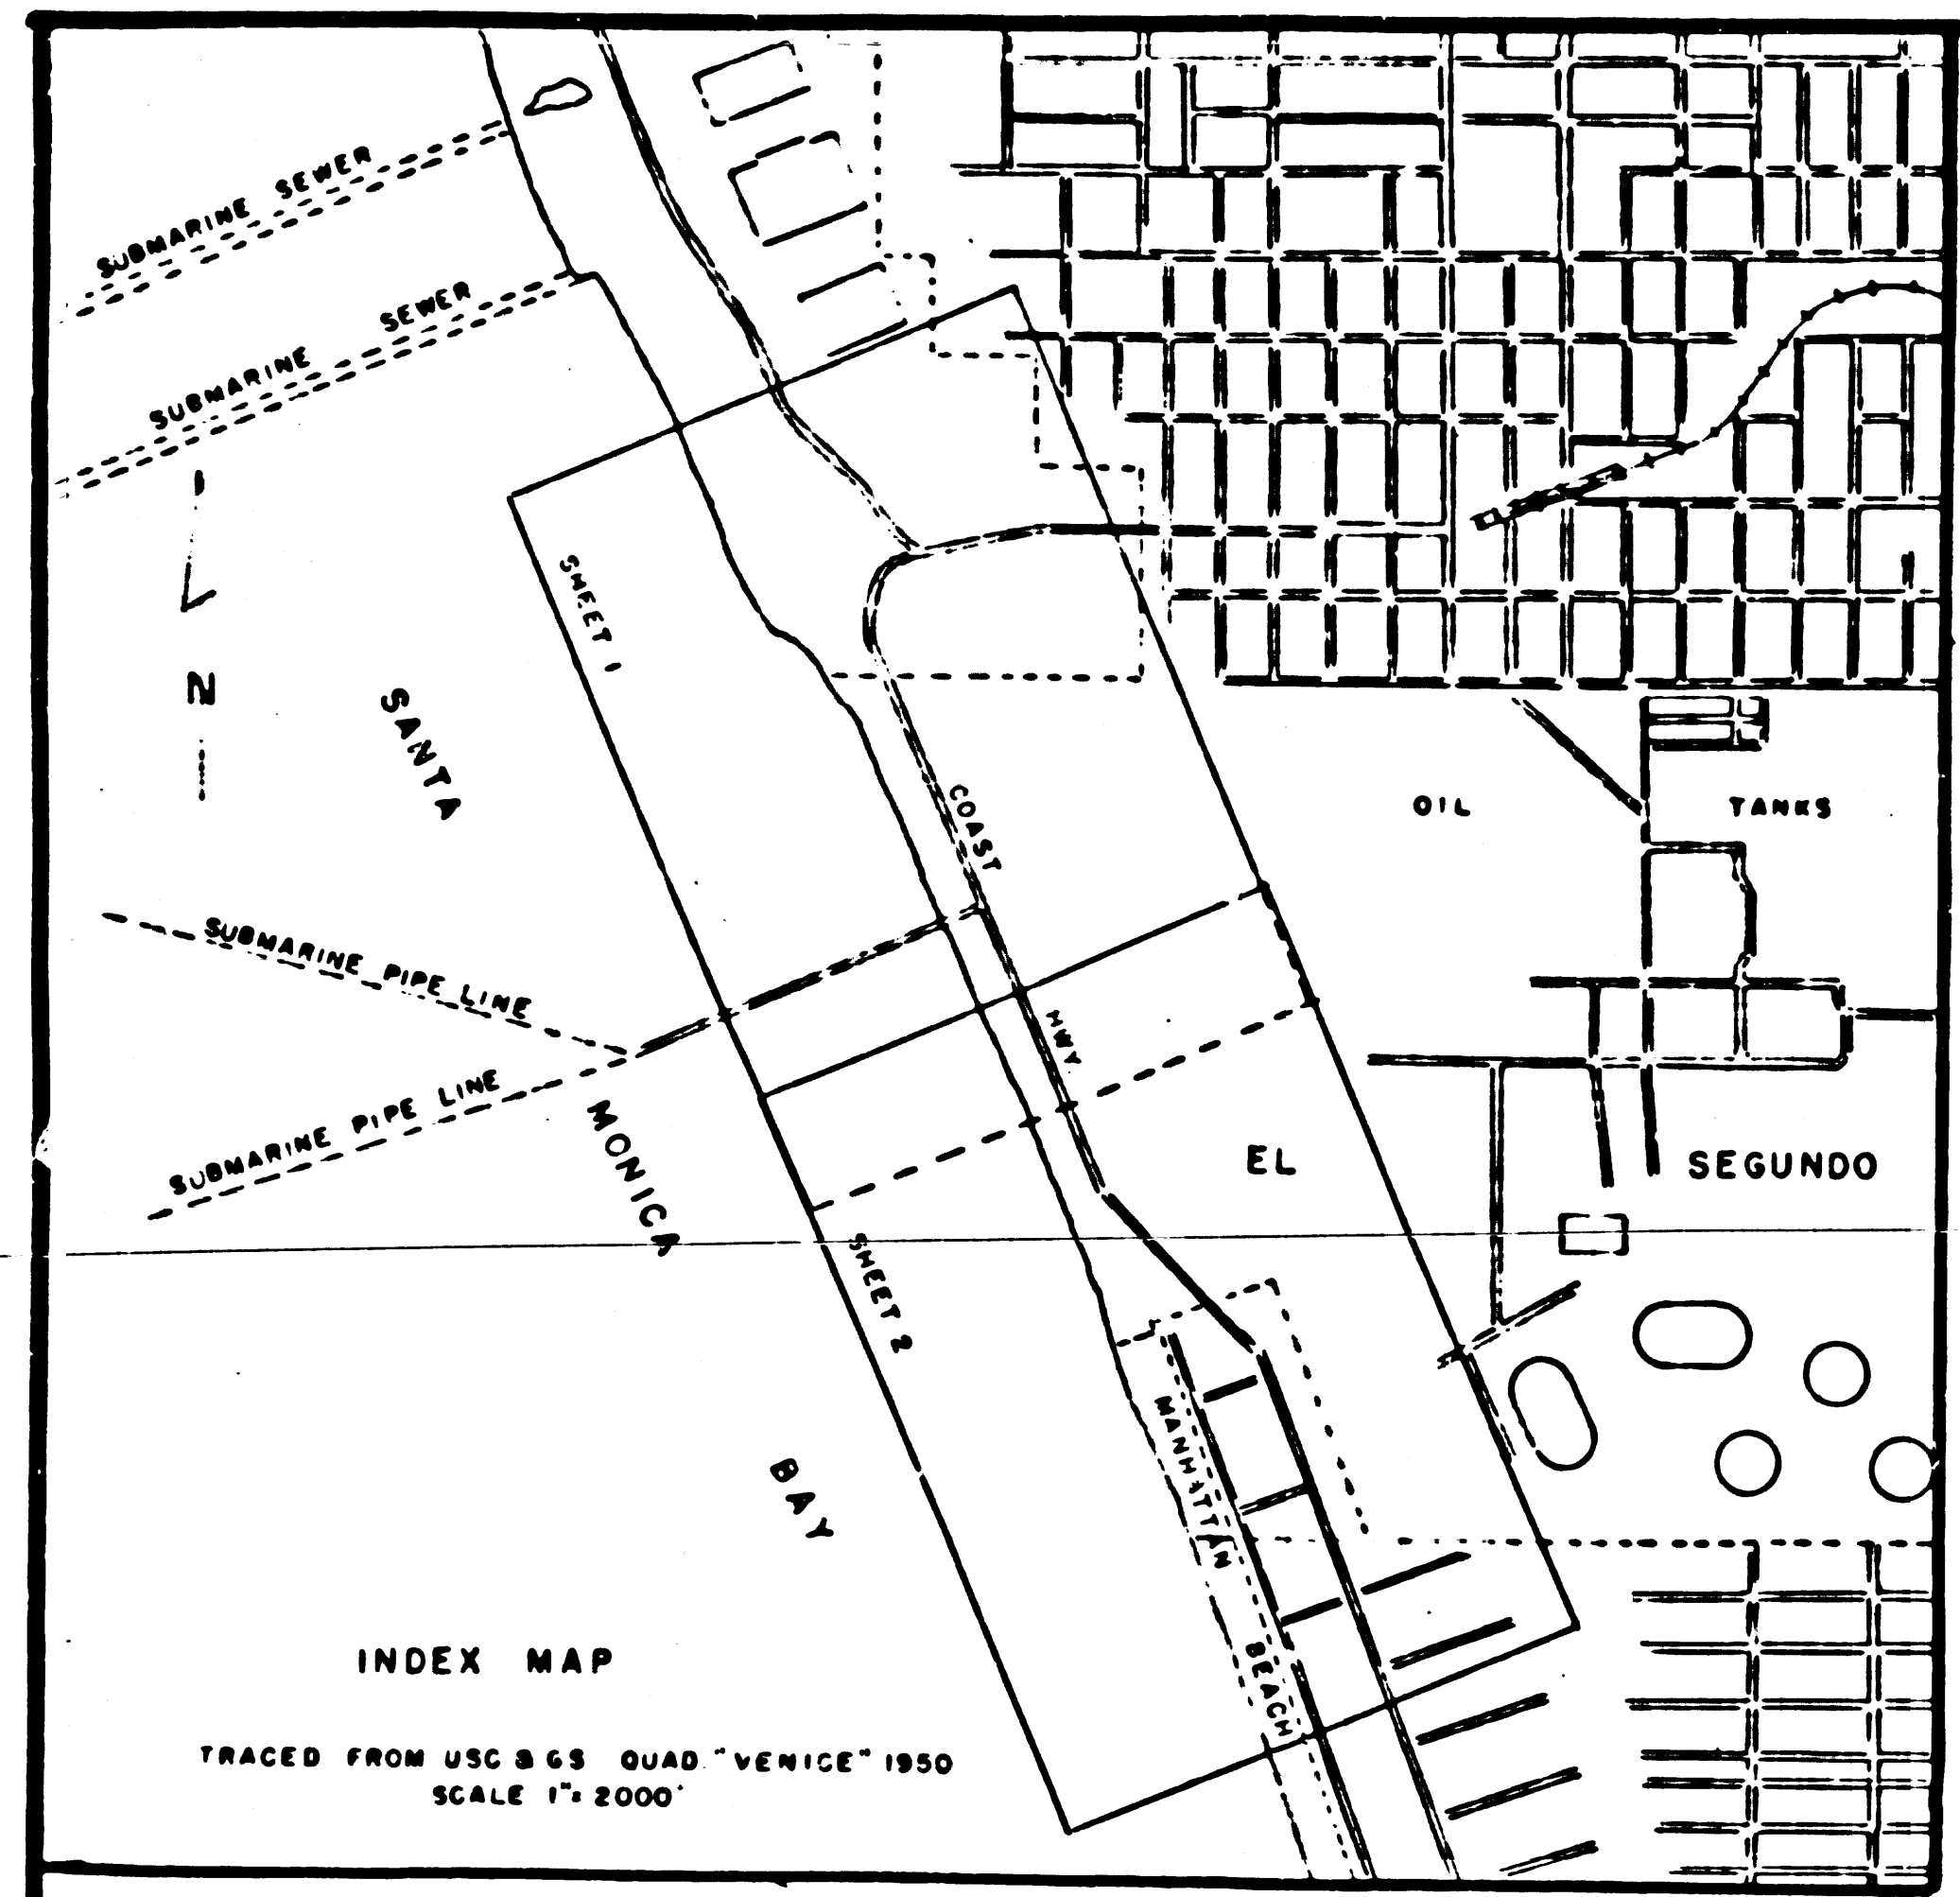 SUBMARINE SEWER
SUBMARINE SEWER
N
SHEET 1
SANTA
COAST
OIL TANKS
SUBMARINE PIPE LINE
HWY
SUBMARINE PIPE LINE
MONICA
EL SEGUNDO
SHEET 2
MANHATTAN
BAY
BEACH
INDEX MAP
TRACED FROM USC & GS QUAD. "VENICE" 1950
SCALE 1"= 2000'